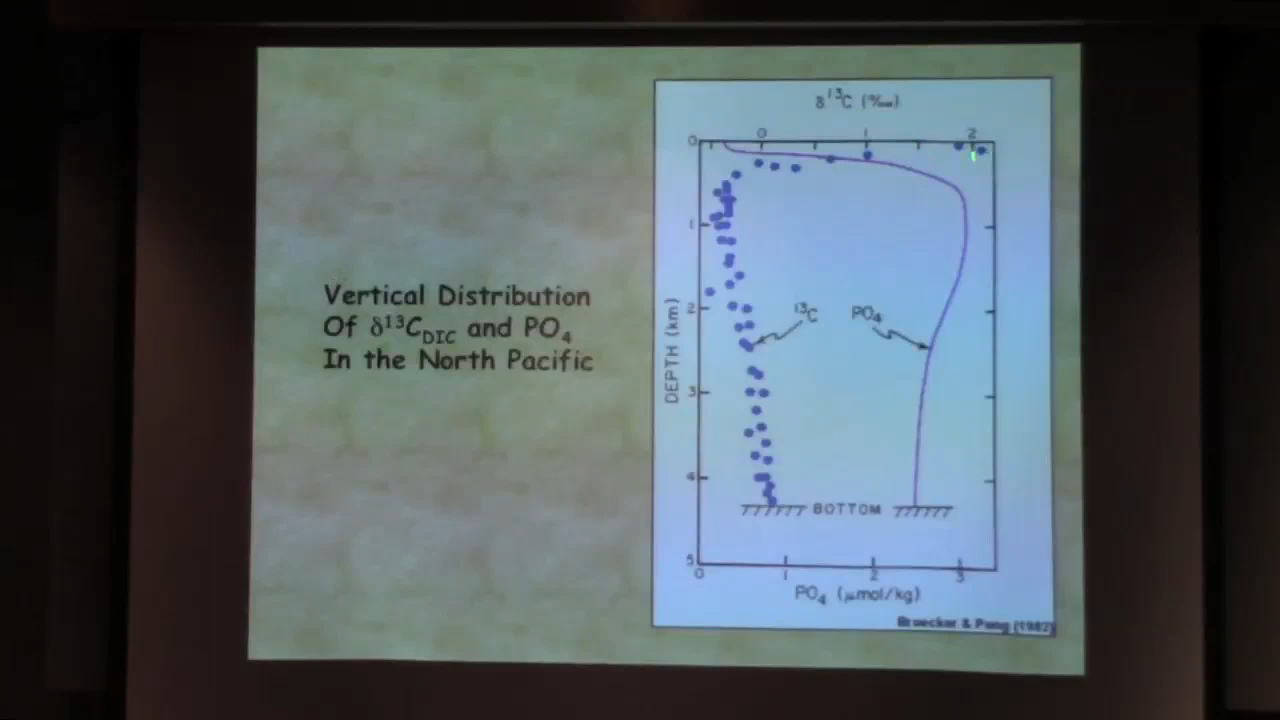 Vertical Distribution
Of δ¹³C_DIC and PO₄
In the North Pacific
δ¹³C (‰)
0 1 2
0
1
2
3
4
5
DEPTH (km)
¹³C PO₄
BOTTOM
0 1 2 3
PO₄ (μmol/kg)
Broecker & Peng (1982)